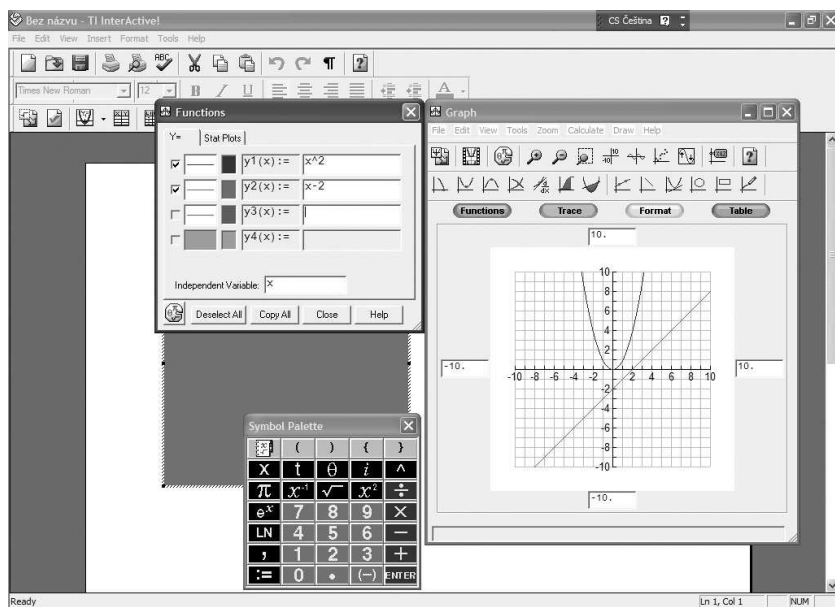 Bez názvu - TI InterActive!
CS Čeština
File Edit View Insert Format Tools Help
ABC
Times New Roman 12 B I U A
Functions
Y= Stat Plots
y1(x):= x^2
y2(x):= x-2
y3(x):=
y4(x):=
Independent Variable: x
Deselect All Copy All Close Help
Graph
File Edit View Tools Zoom Calculate Draw Help
Functions Trace Format Table
10.
10
8
6
4
2
-10. 10.
-10 -8 -6 -4 -2 2 4 6 8 10
-2
-4
-6
-8
-10
-10.
Symbol Palette
( ) { }
X t θ i ^
π x⁻¹ √ x² ÷
eˣ 7 8 9 ×
LN 4 5 6 −
, 1 2 3 +
:= 0 . (−) ENTER
Ready Ln 1, Col 1 NUM